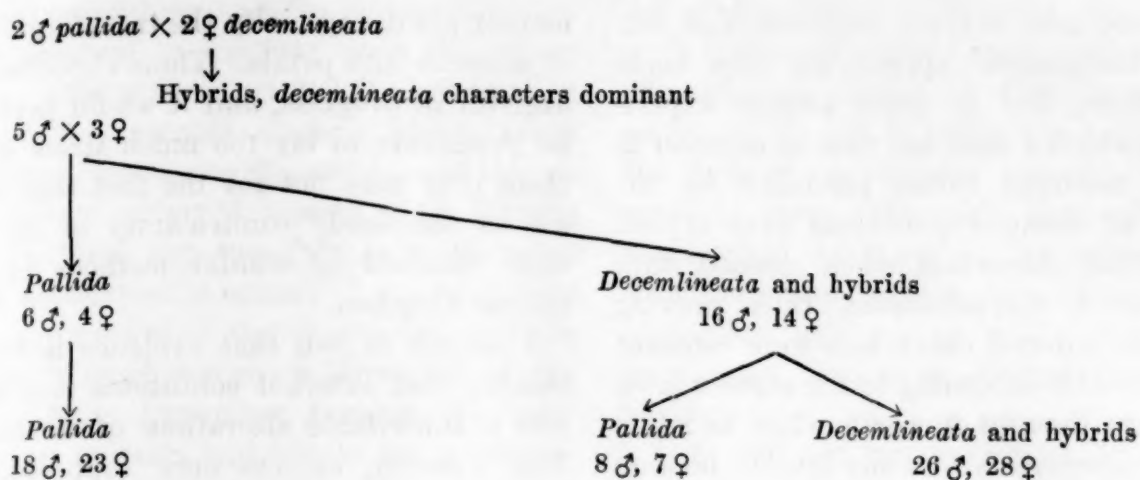 2 ♂ pallida × 2 ♀ decemlineata
Hybrids, decemlineata characters dominant
5 ♂ × 3 ♀
Pallida
6 ♂, 4 ♀
Decemlineata and hybrids
16 ♂, 14 ♀
Pallida
18 ♂, 23 ♀
Pallida
8 ♂, 7 ♀
Decemlineata and hybrids
26 ♂, 28 ♀